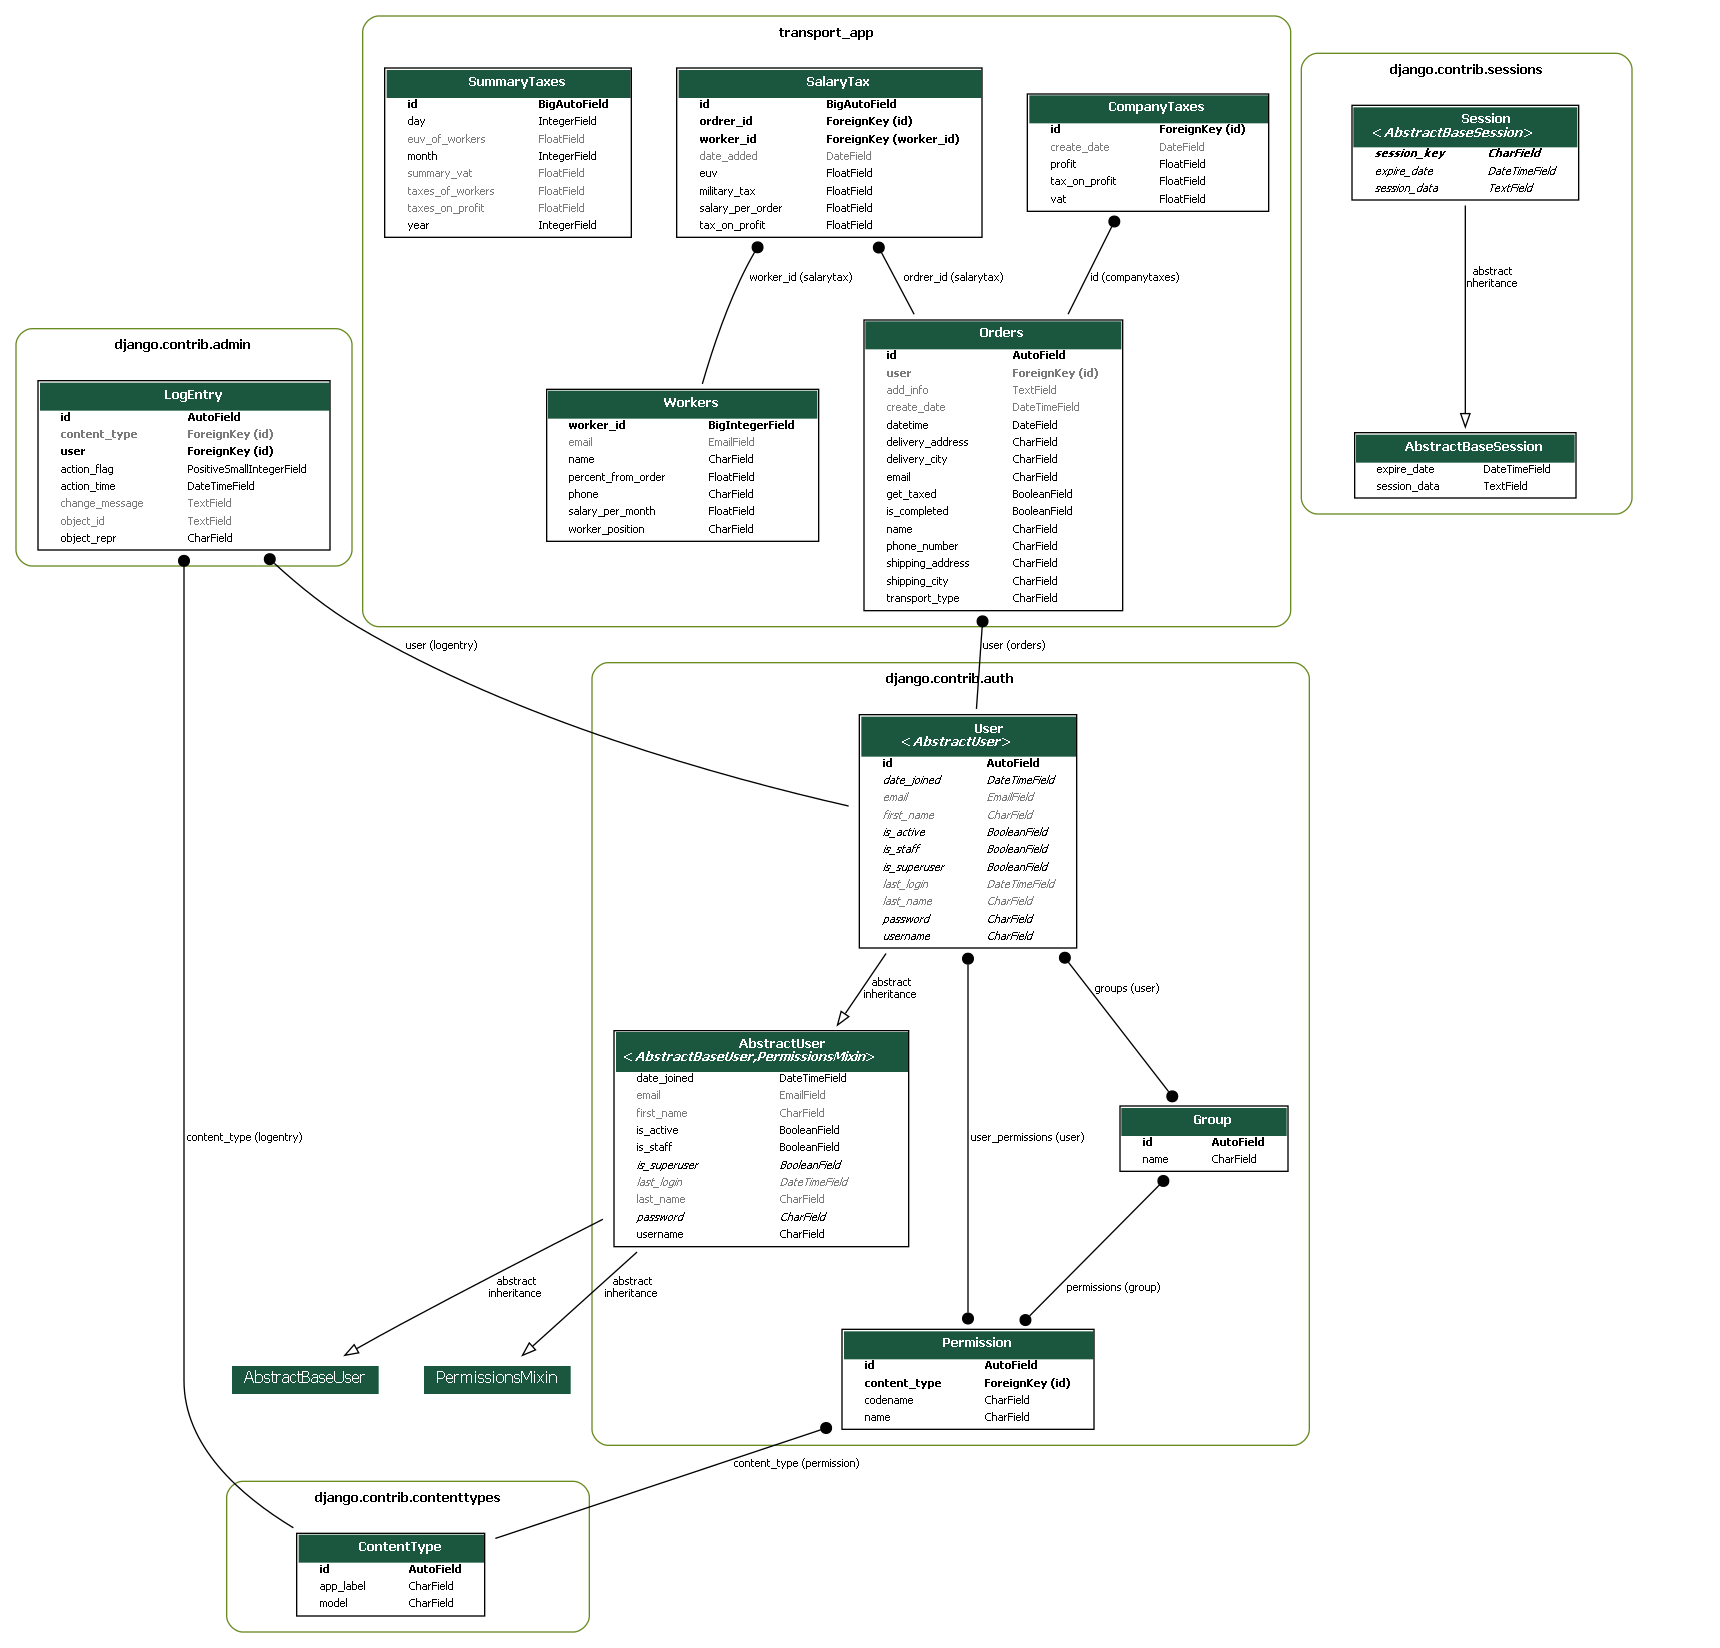 transport_app
SummaryTaxes
id BigAutoField
day IntegerField
euv_of_workers FloatField
month IntegerField
summary_vat FloatField
taxes_of_workers FloatField
taxes_on_profit FloatField
year IntegerField
SalaryTax
id BigAutoField
ordrer_id ForeignKey (id)
worker_id ForeignKey (worker_id)
date_added DateField
euv FloatField
military_tax FloatField
salary_per_order FloatField
tax_on_profit FloatField
CompanyTaxes
id ForeignKey (id)
create_date DateField
profit FloatField
tax_on_profit FloatField
vat FloatField
worker_id (salarytax)
ordrer_id (salarytax)
id (companytaxes)
Workers
worker_id BigIntegerField
email EmailField
name CharField
percent_from_order FloatField
phone CharField
salary_per_month FloatField
worker_position CharField
Orders
id AutoField
user ForeignKey (id)
add_info TextField
create_date DateTimeField
datetime DateField
delivery_address CharField
delivery_city CharField
email CharField
get_taxed BooleanField
is_completed BooleanField
name CharField
phone_number CharField
shipping_address CharField
shipping_city CharField
transport_type CharField
django.contrib.sessions
Session
<AbstractBaseSession>
session_key CharField
expire_date DateTimeField
session_data TextField
abstract
nheritance
AbstractBaseSession
expire_date DateTimeField
session_data TextField
django.contrib.admin
LogEntry
id AutoField
content_type ForeignKey (id)
user ForeignKey (id)
action_flag PositiveSmallIntegerField
action_time DateTimeField
change_message TextField
object_id TextField
object_repr CharField
user (logentry)
user (orders)
django.contrib.auth
User
<AbstractUser>
id AutoField
date_joined DateTimeField
email EmailField
first_name CharField
is_active BooleanField
is_staff BooleanField
is_superuser BooleanField
last_login DateTimeField
last_name CharField
password CharField
username CharField
abstract
inheritance
groups (user)
AbstractUser
<AbstractBaseUser,PermissionsMixin>
date_joined DateTimeField
email EmailField
first_name CharField
is_active BooleanField
is_staff BooleanField
is_superuser BooleanField
last_login DateTimeField
last_name CharField
password CharField
username CharField
content_type (logentry)
user_permissions (user)
Group
id AutoField
name CharField
abstract
inheritance
abstract
inheritance
permissions (group)
AbstractBaseUser
PermissionsMixin
Permission
id AutoField
content_type ForeignKey (id)
codename CharField
name CharField
content_type (permission)
django.contrib.contenttypes
ContentType
id AutoField
app_label CharField
model CharField